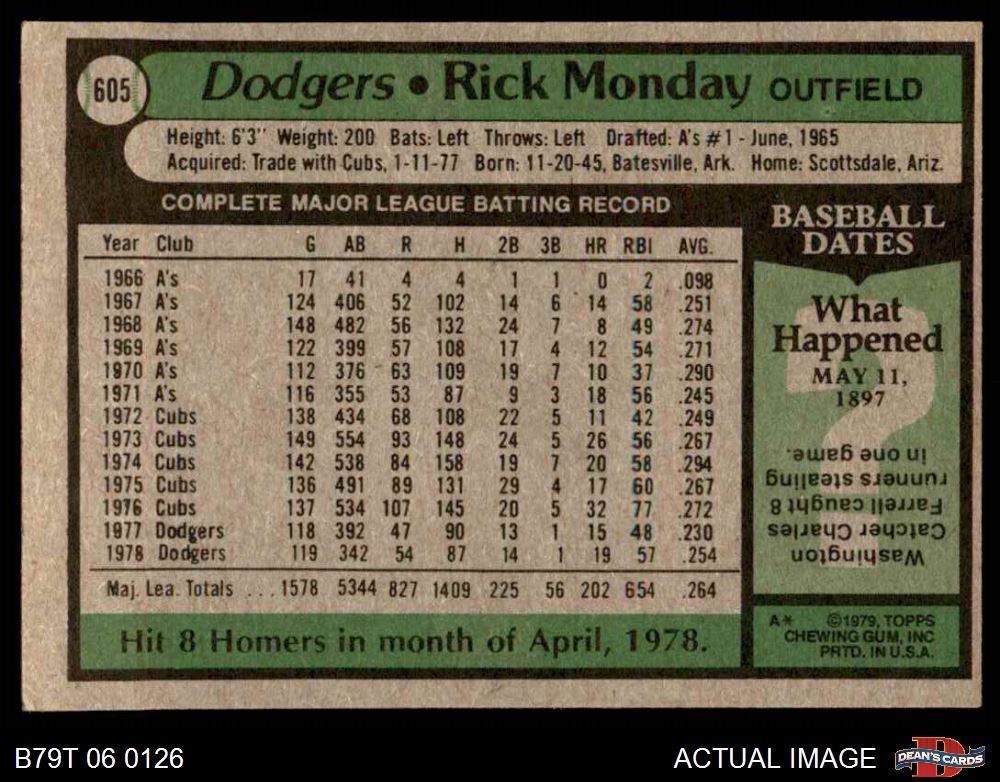 605
Dodgers • Rick Monday OUTFIELD
Height: 6'3" Weight: 200 Bats: Left Throws: Left Drafted: A's #1 - June, 1965
Acquired: Trade with Cubs, 1-11-77 Born: 11-20-45, Batesville, Ark. Home: Scottsdale, Ariz.
COMPLETE MAJOR LEAGUE BATTING RECORD
Year Club G AB R H 2B 3B HR RBI AVG.
1966 A's 17 41 4 4 1 1 0 2 .098
1967 A's 124 406 52 102 14 6 14 58 .251
1968 A's 148 482 56 132 24 7 8 49 .274
1969 A's 122 399 57 108 17 4 12 54 .271
1970 A's 112 376 63 109 19 7 10 37 .290
1971 A's 116 355 53 87 9 3 18 56 .245
1972 Cubs 138 434 68 108 22 5 11 42 .249
1973 Cubs 149 554 93 148 24 5 26 56 .267
1974 Cubs 142 538 84 158 19 7 20 58 .294
1975 Cubs 136 491 89 131 29 4 17 60 .267
1976 Cubs 137 534 107 145 20 5 32 77 .272
1977 Dodgers 118 392 47 90 13 1 15 48 .230
1978 Dodgers 119 342 54 87 14 1 19 57 .254
Maj. Lea. Totals ... 1578 5344 827 1409 225 56 202 654 .264
Hit 8 Homers in month of April, 1978.
BASEBALL
DATES
What
Happened
MAY 11,
1897
?
Washington
Catcher Charles
Farrell caught 8
runners stealing
in one game.
A* ©1979, TOPPS
CHEWING GUM, INC
PRTD. IN U.S.A.
B79T 06 0126
ACTUAL IMAGE
D
DEAN'S CARDS